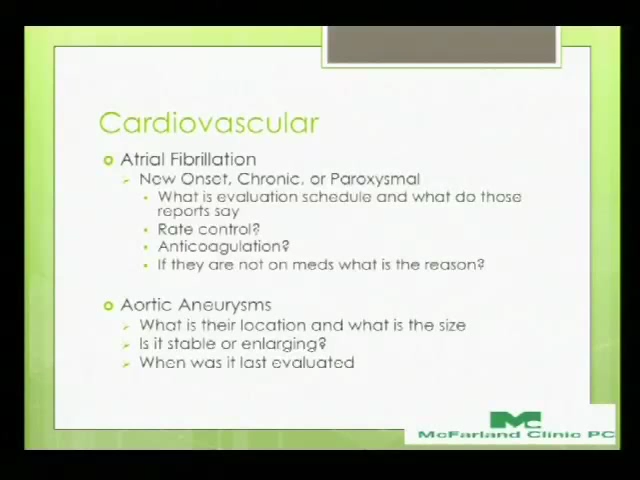 Cardiovascular
Atrial Fibrillation
New Onset, Chronic, or Paroxysmal
What is evaluation schedule and what do those
reports say
Rate control?
Anticoagulation?
If they are not on meds what is the reason?
Aortic Aneurysms
What is their location and what is the size
Is it stable or enlarging?
When was it last evaluated
Mc
McFarland Clinic PC